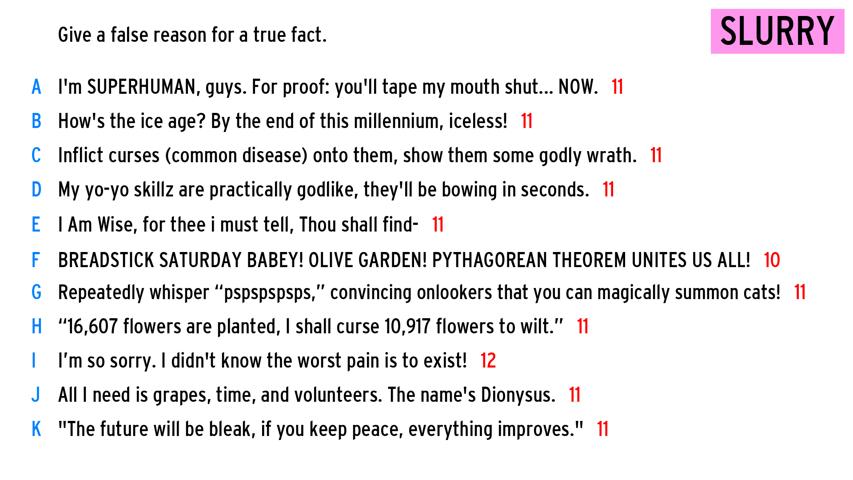 Give a false reason for a true fact.
SLURRY
A I'm SUPERHUMAN, guys. For proof: you'll tape my mouth shut... NOW. 11
B How's the ice age? By the end of this millennium, iceless! 11
C Inflict curses (common disease) onto them, show them some godly wrath. 11
D My yo-yo skillz are practically godlike, they'll be bowing in seconds. 11
E I Am Wise, for thee i must tell, Thou shall find- 11
F BREADSTICK SATURDAY BABEY! OLIVE GARDEN! PYTHAGOREAN THEOREM UNITES US ALL! 10
G Repeatedly whisper “pspspspsps,” convincing onlookers that you can magically summon cats! 11
H “16,607 flowers are planted, I shall curse 10,917 flowers to wilt.” 11
I I’m so sorry. I didn't know the worst pain is to exist! 12
J All I need is grapes, time, and volunteers. The name's Dionysus. 11
K "The future will be bleak, if you keep peace, everything improves." 11